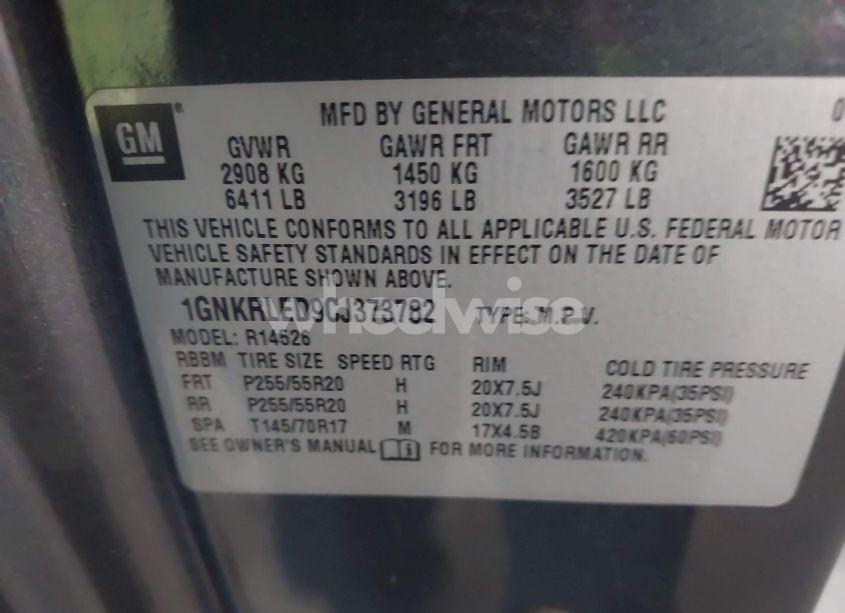 GM ® MFD BY GENERAL MOTORS LLC 0
GVWR GAWR FRT GAWR RR
2908 KG 1450 KG 1600 KG
6411 LB 3196 LB 3527 LB
THIS VEHICLE CONFORMS TO ALL APPLICABLE U.S. FEDERAL MOTOR
VEHICLE SAFETY STANDARDS IN EFFECT ON THE DATE OF
MANUFACTURE SHOWN ABOVE.
1GNKRLED9CJ373782 TYPE: M.P.V.
wheelwise
MODEL: R14526
RBBM TIRE SIZE SPEED RTG RIM COLD TIRE PRESSURE
FRT P255/55R20 H 20X7.5J 240KPA(35PSI)
RR P255/55R20 H 20X7.5J 240KPA(35PSI)
SPA T145/70R17 M 17X4.5B 420KPA(60PSI)
SEE OWNER'S MANUAL FOR MORE INFORMATION.